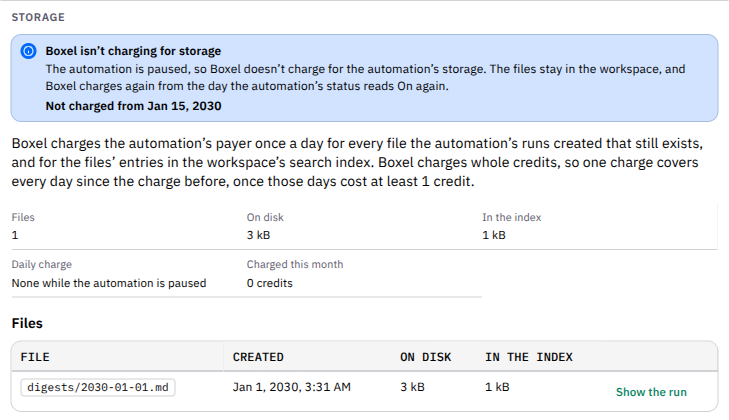 STORAGE
Boxel isn’t charging for storage
The automation is paused, so Boxel doesn’t charge for the automation’s storage. The files stay in the workspace, and
Boxel charges again from the day the automation’s status reads On again.
Not charged from Jan 15, 2030
Boxel charges the automation’s payer once a day for every file the automation’s runs created that still exists,
and for the files’ entries in the workspace’s search index. Boxel charges whole credits, so one charge covers
every day since the charge before, once those days cost at least 1 credit.
Files On disk In the index
1 3 kB 1 kB
Daily charge Charged this month
None while the automation is paused 0 credits
Files
FILE CREATED ON DISK IN THE INDEX
digests/2030-01-01.md Jan 1, 2030, 3:31 AM 3 kB 1 kB Show the run